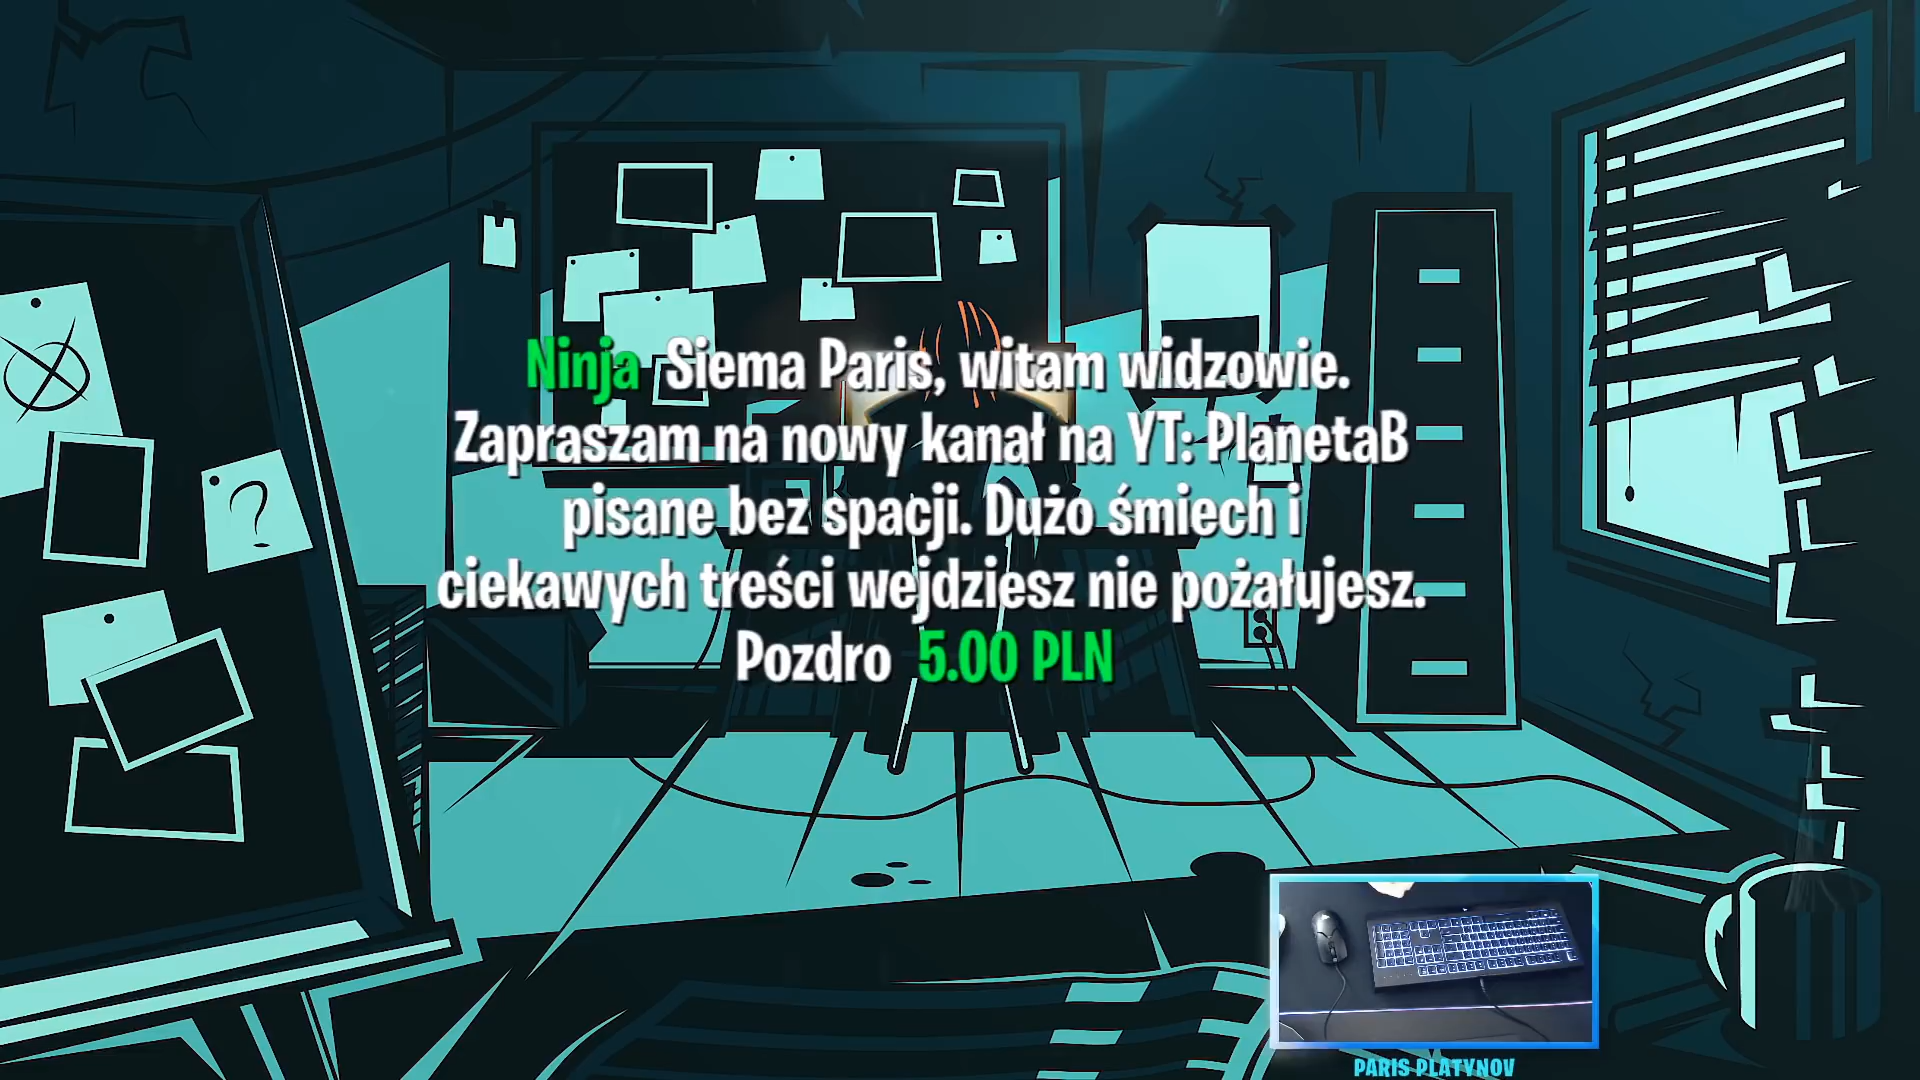 Ninja Siema Paris, witam widzowie.
Zapraszam na nowy kanał na YT: PlanetaB
pisane bez spacji. Dużo śmiech i
ciekawych treści wejdziesz nie pożałujesz.
Pozdro 5.00 PLN
?
PARIS PLATYNOV